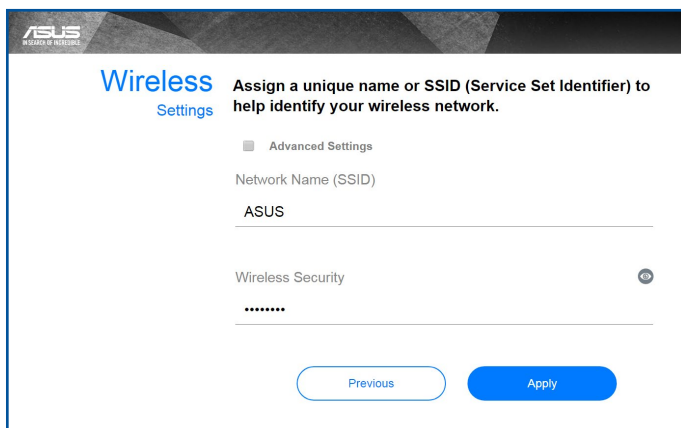 ASUS
IN SEARCH OF INCREDIBLE
Wireless
Settings
Assign a unique name or SSID (Service Set Identifier) to
help identify your wireless network.
Advanced Settings
Network Name (SSID)
ASUS
Wireless Security
••••••••
Previous
Apply